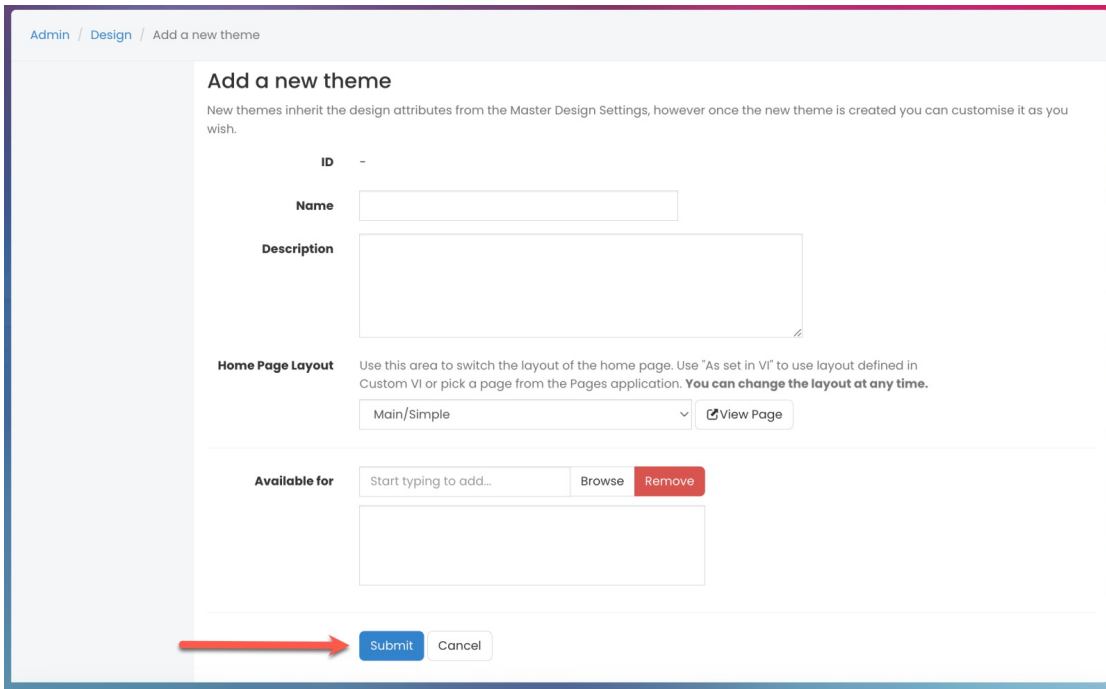 Admin / Design / Add a new theme
Add a new theme
New themes inherit the design attributes from the Master Design Settings, however once the new theme is created you can customise it as you
wish.
ID -
Name
Description
Home Page Layout Use this area to switch the layout of the home page. Use "As set in VI" to use layout defined in
Custom VI or pick a page from the Pages application. You can change the layout at any time.
Main/Simple View Page
Available for Start typing to add... Browse Remove
Submit Cancel